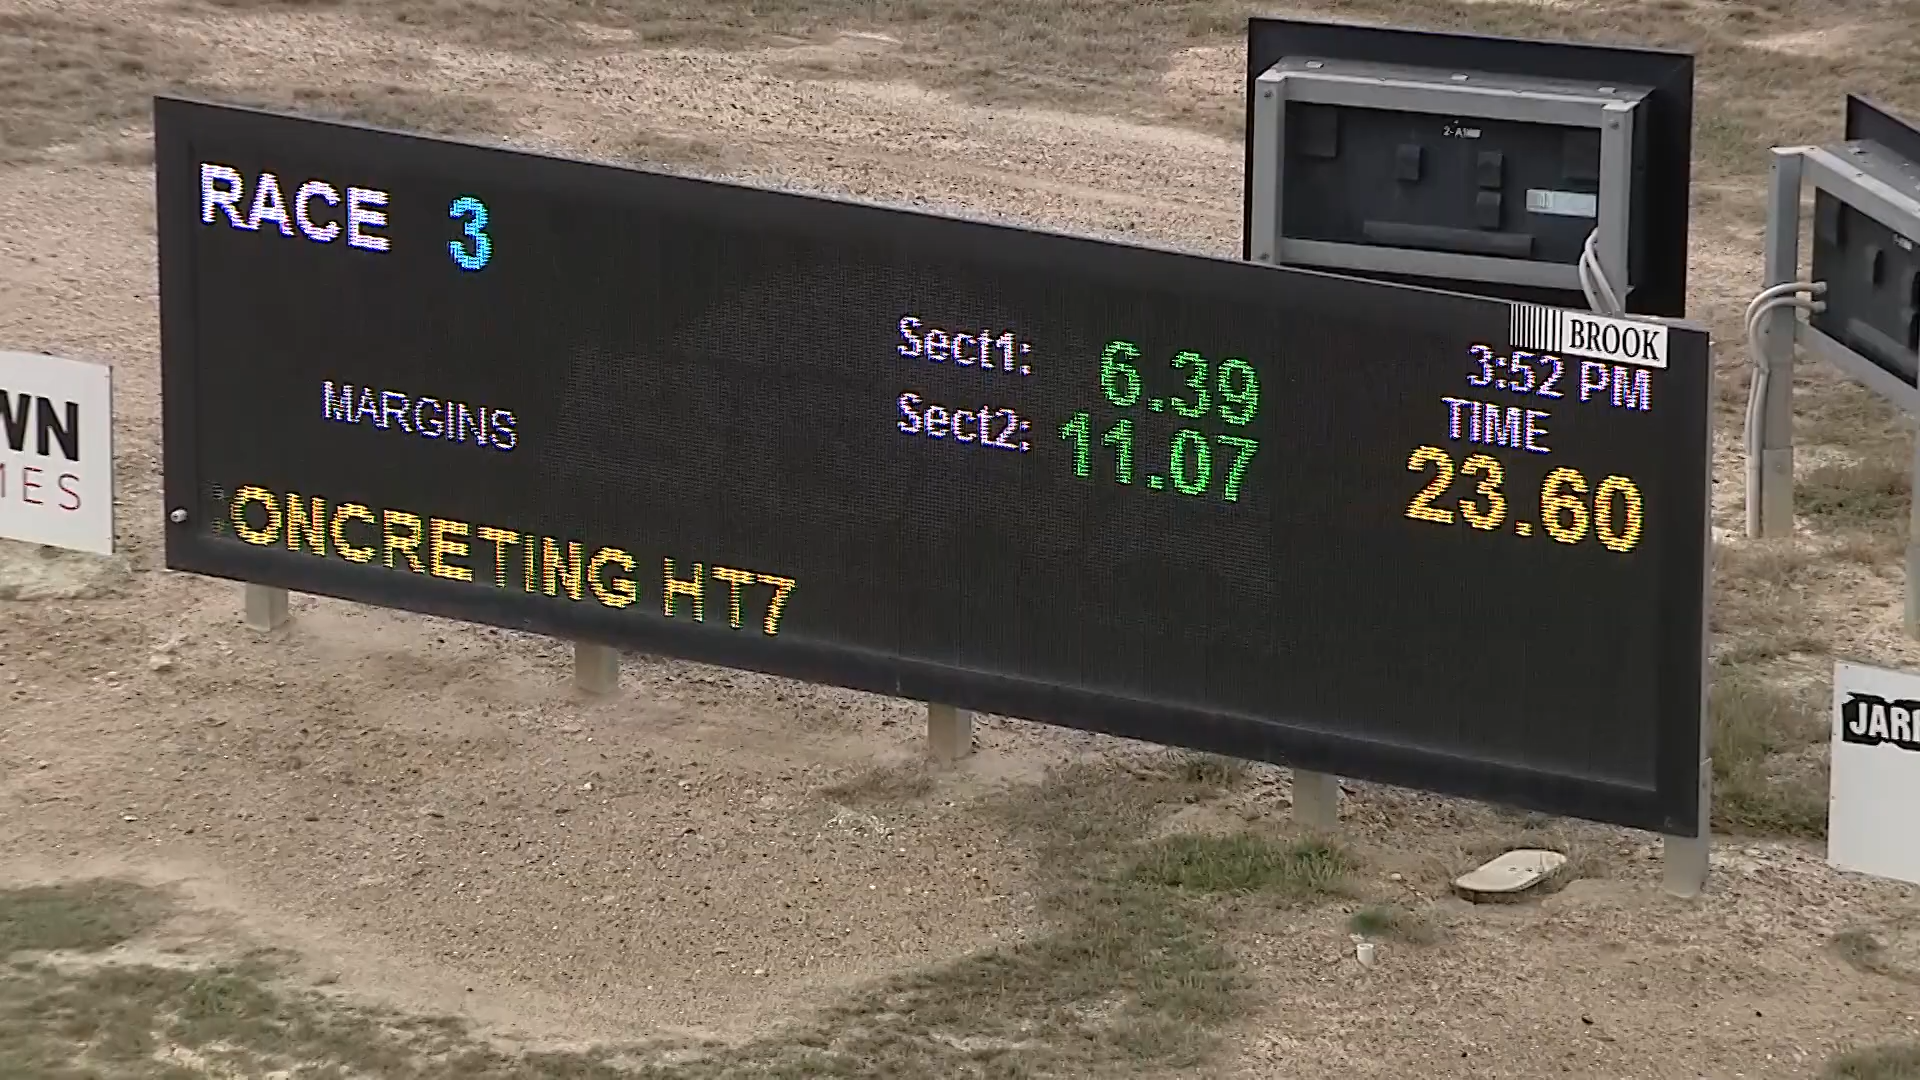 RACE 3
BROOK
3:52 PM
Sect1: 6.39
TIME
MARGINS
Sect2: 11.07
23.60
ONCRETING HT7
WN
MES
JARI